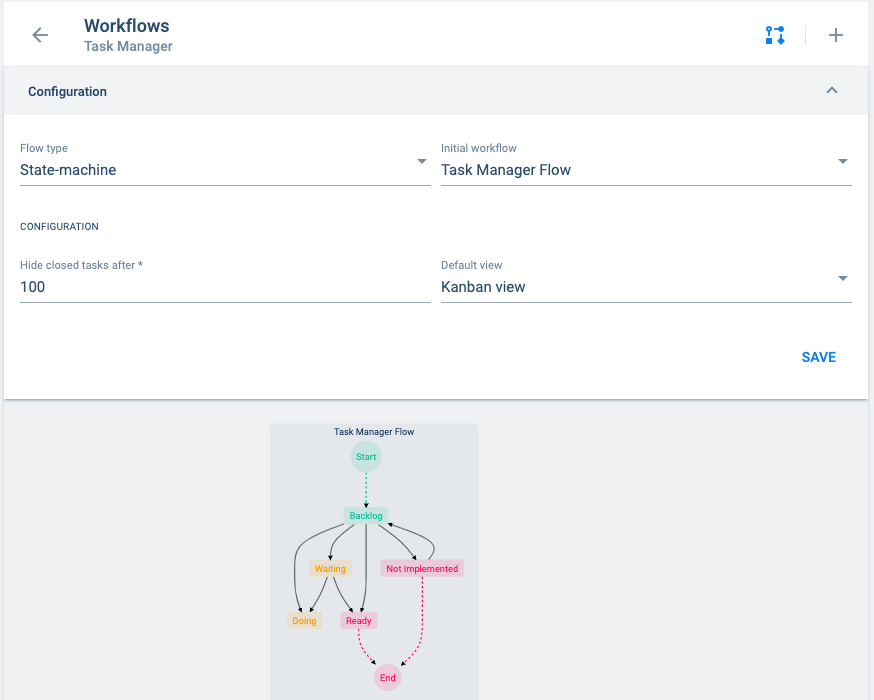 Workflows
Task Manager
Configuration
Flow type
State-machine
Initial workflow
Task Manager Flow
CONFIGURATION
Hide closed tasks after *
100
Default view
Kanban view
SAVE
Task Manager Flow
Start
Backlog
Waiting
Not Implemented
Doing
Ready
End